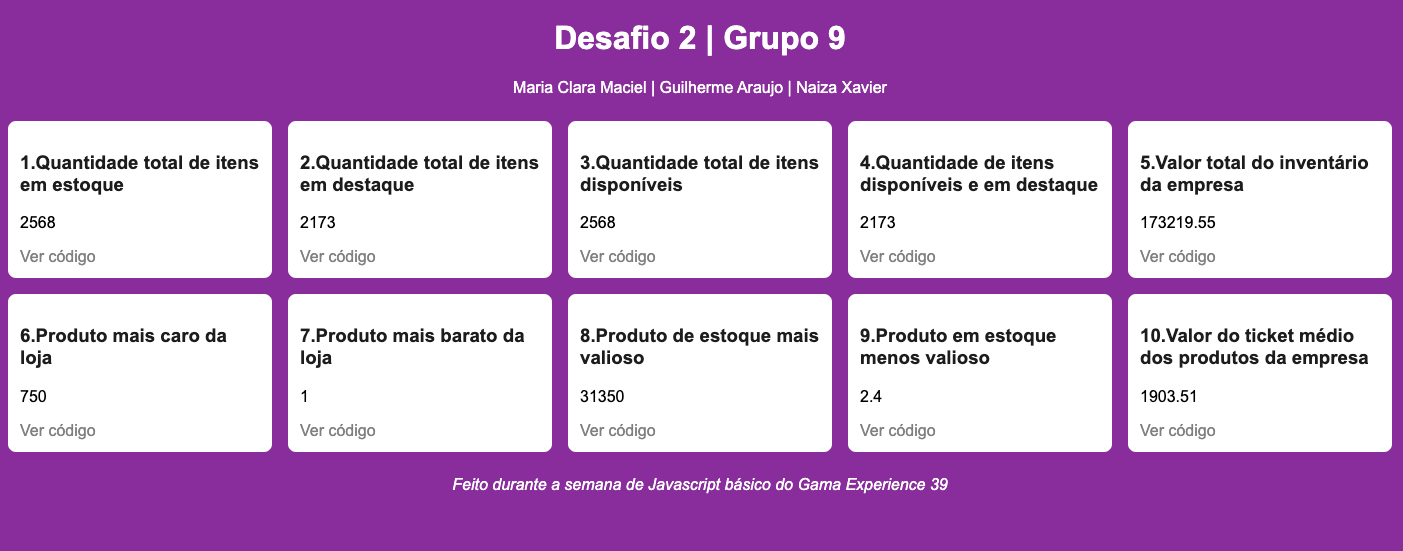 Desafio 2 | Grupo 9
Maria Clara Maciel | Guilherme Araujo | Naiza Xavier
1.Quantidade total de itens
em estoque
2568
Ver código
2.Quantidade total de itens
em destaque
2173
Ver código
3.Quantidade total de itens
disponíveis
2568
Ver código
4.Quantidade de itens
disponíveis e em destaque
2173
Ver código
5.Valor total do inventário
da empresa
173219.55
Ver código
6.Produto mais caro da
loja
750
Ver código
7.Produto mais barato da
loja
1
Ver código
8.Produto de estoque mais
valioso
31350
Ver código
9.Produto em estoque
menos valioso
2.4
Ver código
10.Valor do ticket médio
dos produtos da empresa
1903.51
Ver código
Feito durante a semana de Javascript básico do Gama Experience 39